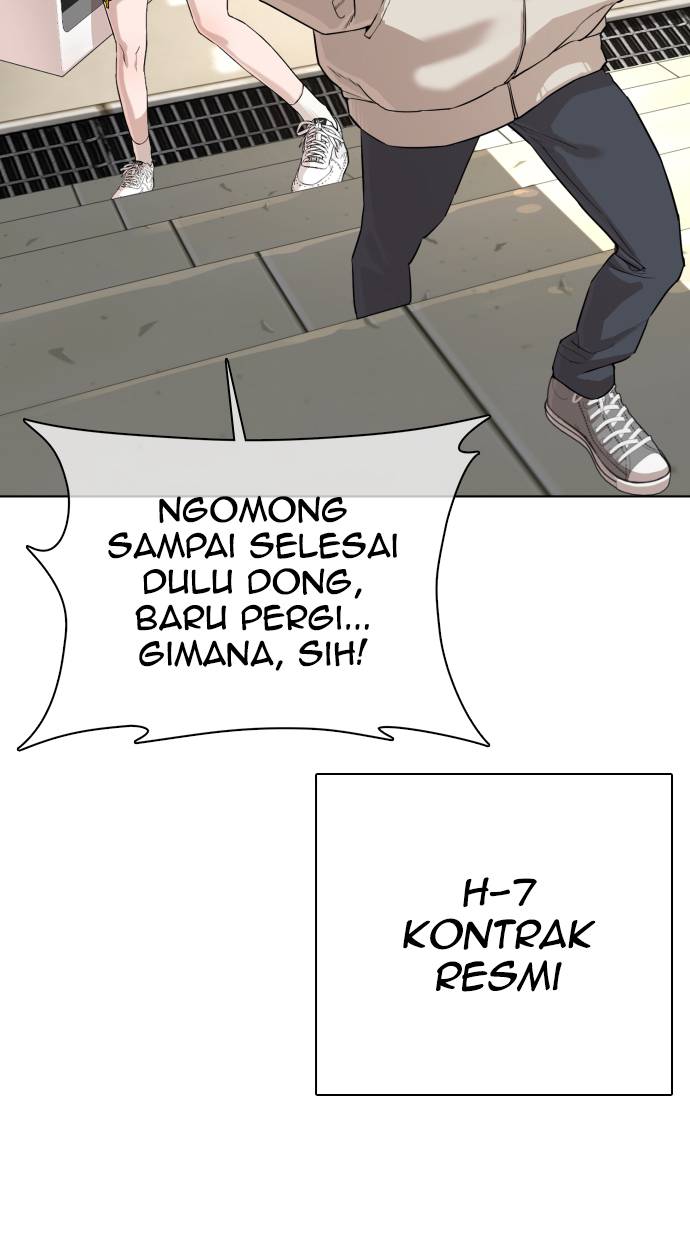 NGOMONG
SAMPAI SELESAI
DULU DONG,
BARU PERGI...
GIMANA, SIH!
H-7
KONTRAK
RESMI